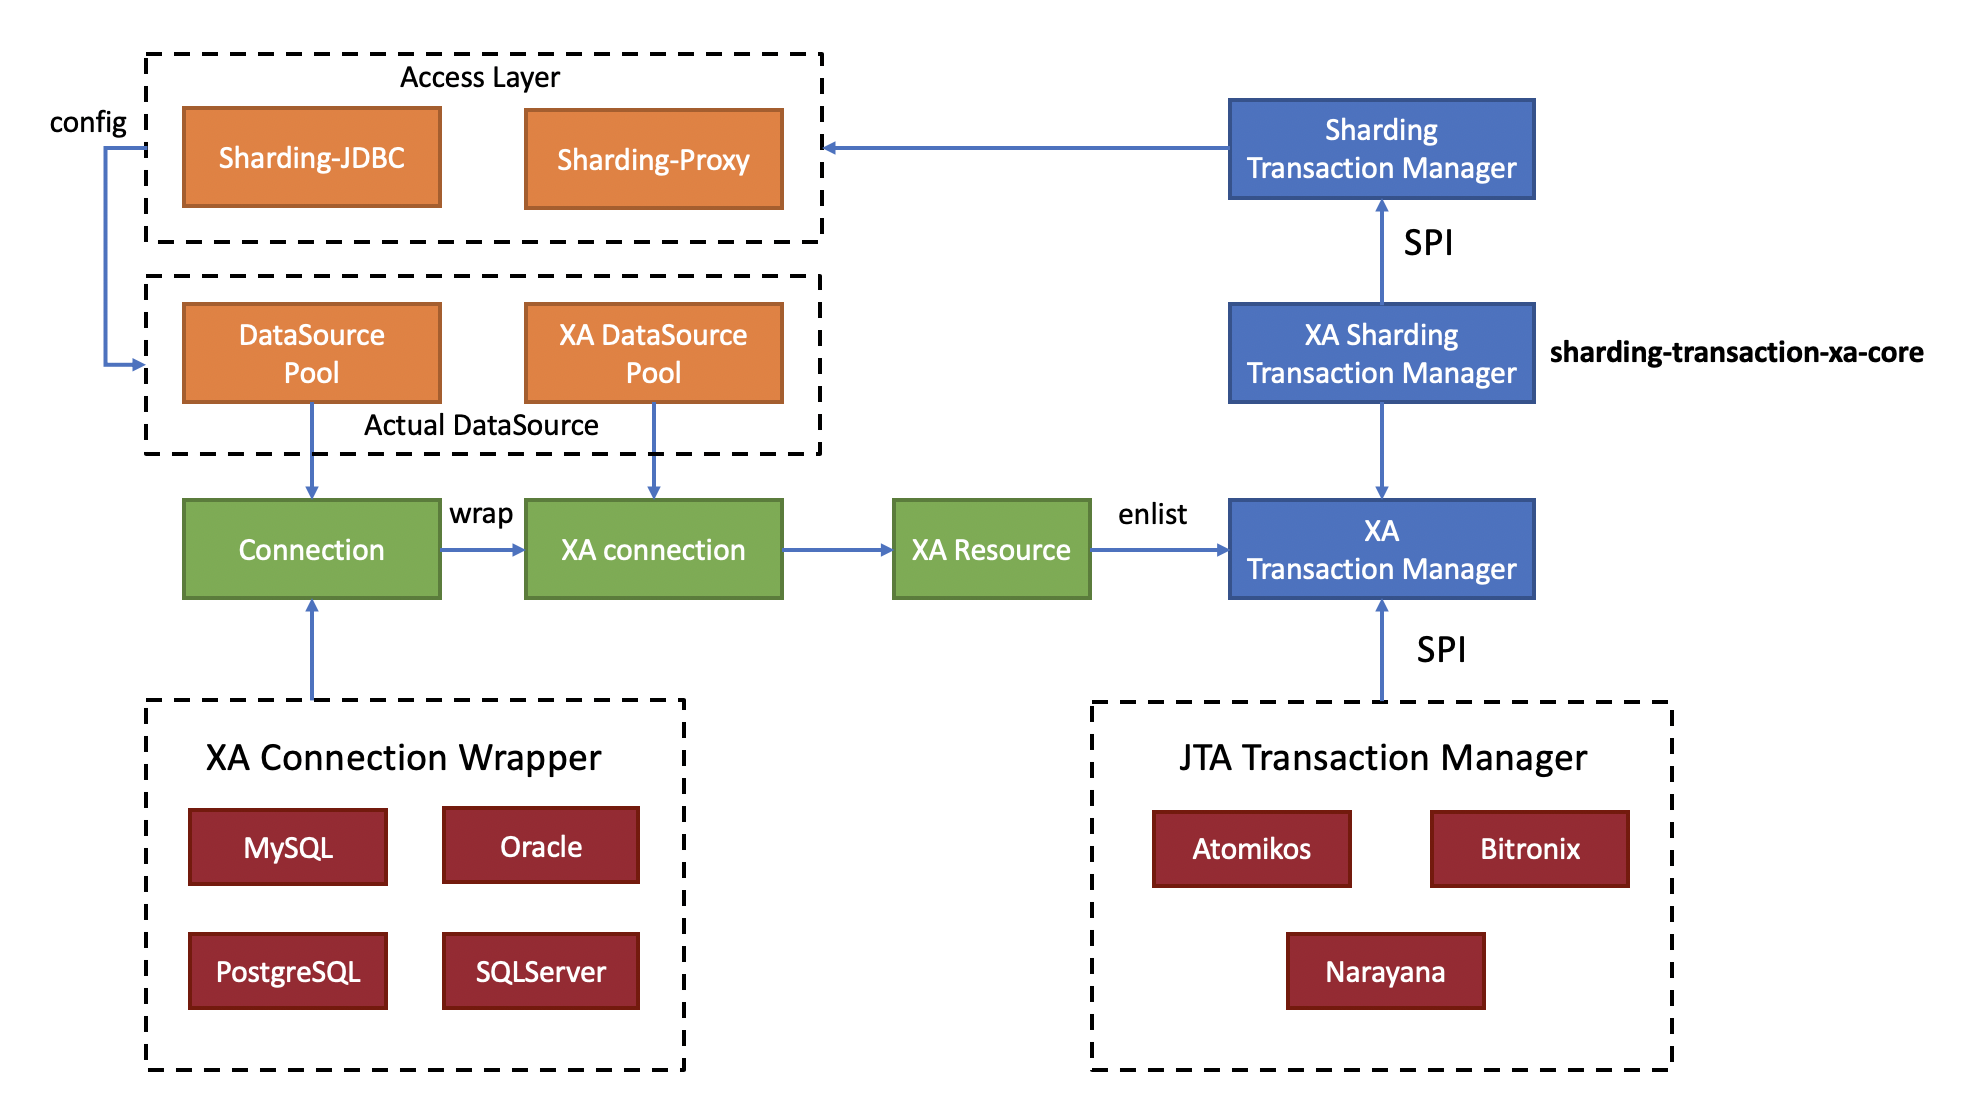 Access Layer
config
Sharding-JDBC
Sharding-Proxy
Sharding
Transaction Manager
SPI
DataSource
Pool
XA DataSource
Pool
Actual DataSource
XA Sharding
Transaction Manager
sharding-transaction-xa-core
Connection
wrap
XA connection
XA Resource
enlist
XA
Transaction Manager
SPI
XA Connection Wrapper
MySQL
Oracle
PostgreSQL
SQLServer
JTA Transaction Manager
Atomikos
Bitronix
Narayana